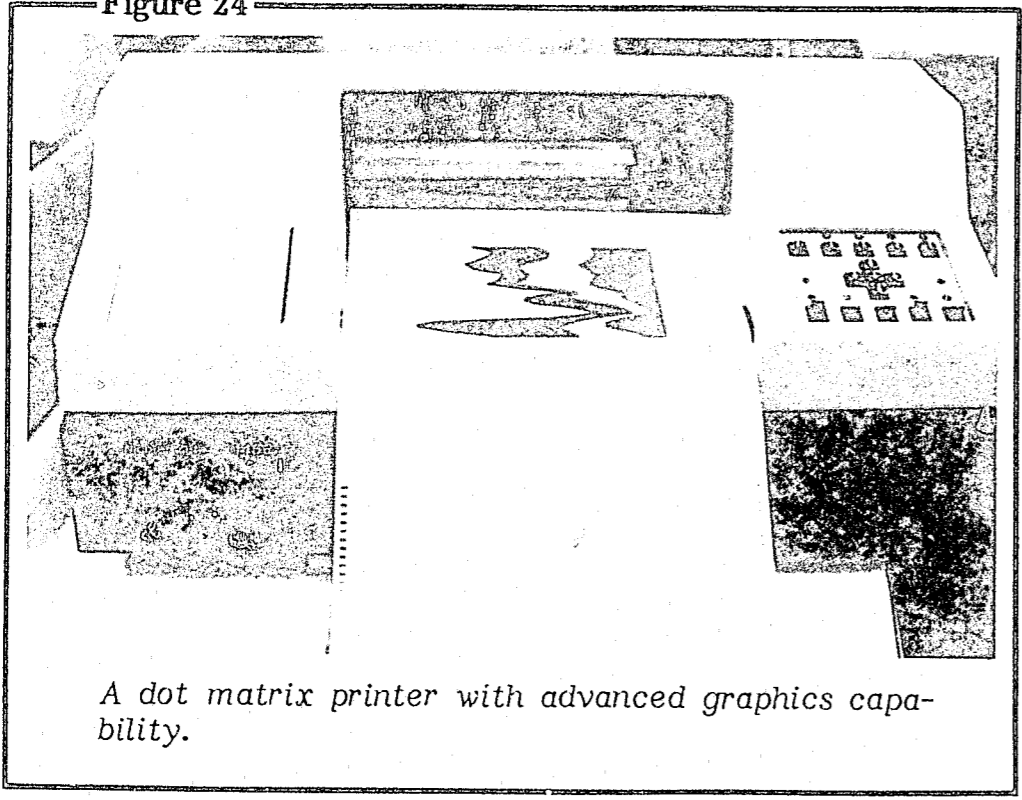 Figure 24
A dot matrix printer with advanced graphics capa-
bility.